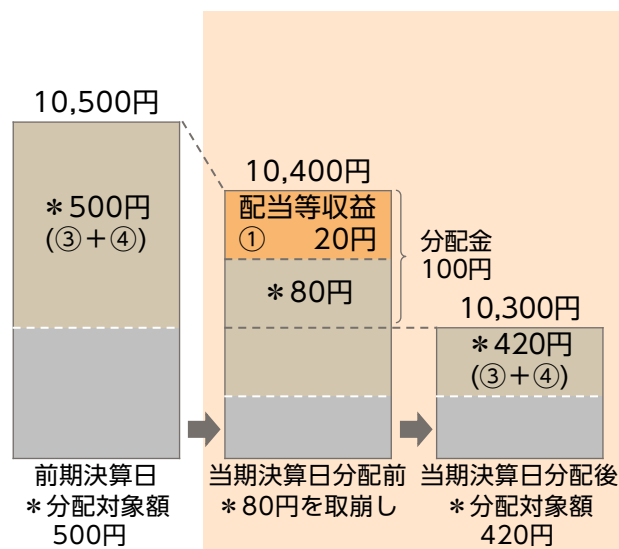 10,500円
＊500円
(③＋④)
前期決算日
＊分配対象額
500円
10,400円
配当等収益
① 20円
＊80円
分配金
100円
当期決算日分配前
＊80円を取崩し
10,300円
＊420円
(③＋④)
当期決算日分配後
＊分配対象額
420円